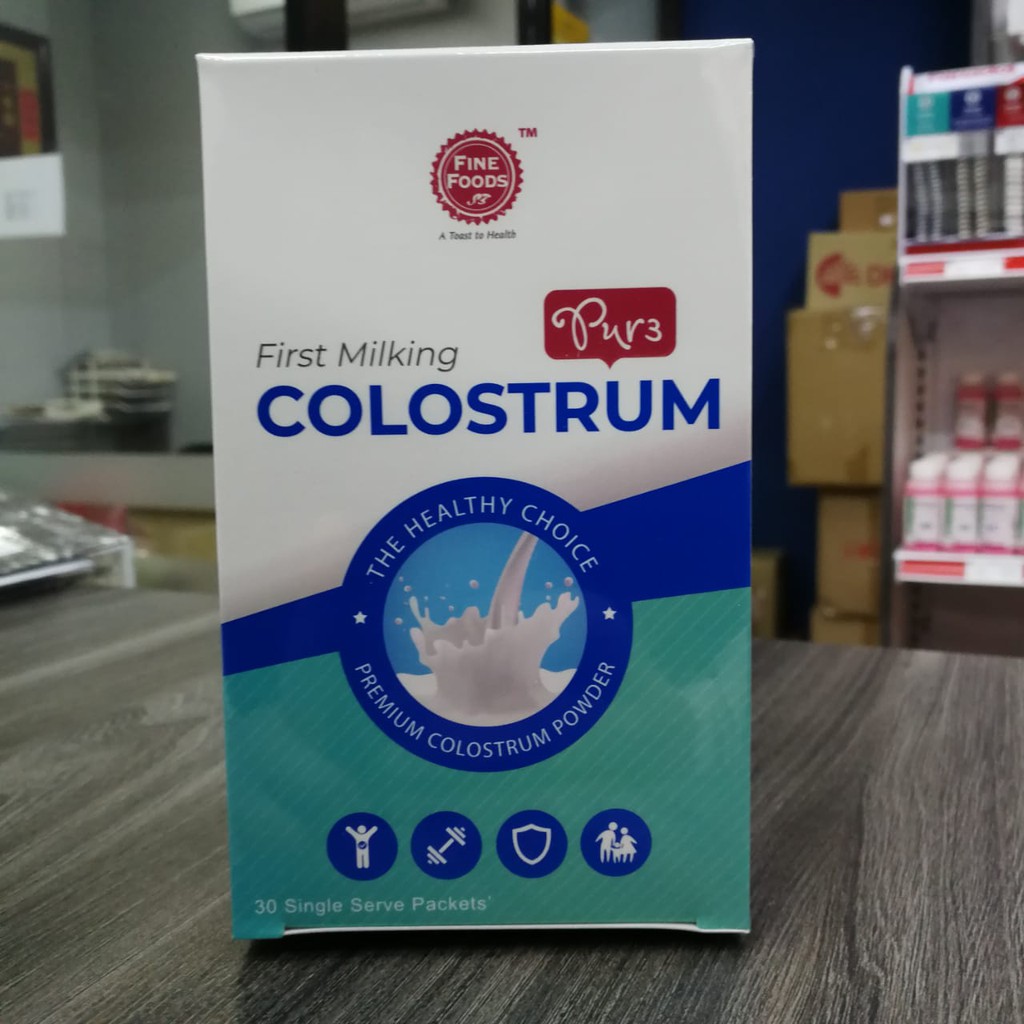 TM
FINE
FOODS
A Toast to Health
Pur3
First Milking
COLOSTRUM
THE HEALTHY CHOICE
PREMIUM COLOSTRUM POWDER
30 Single Serve Packets'